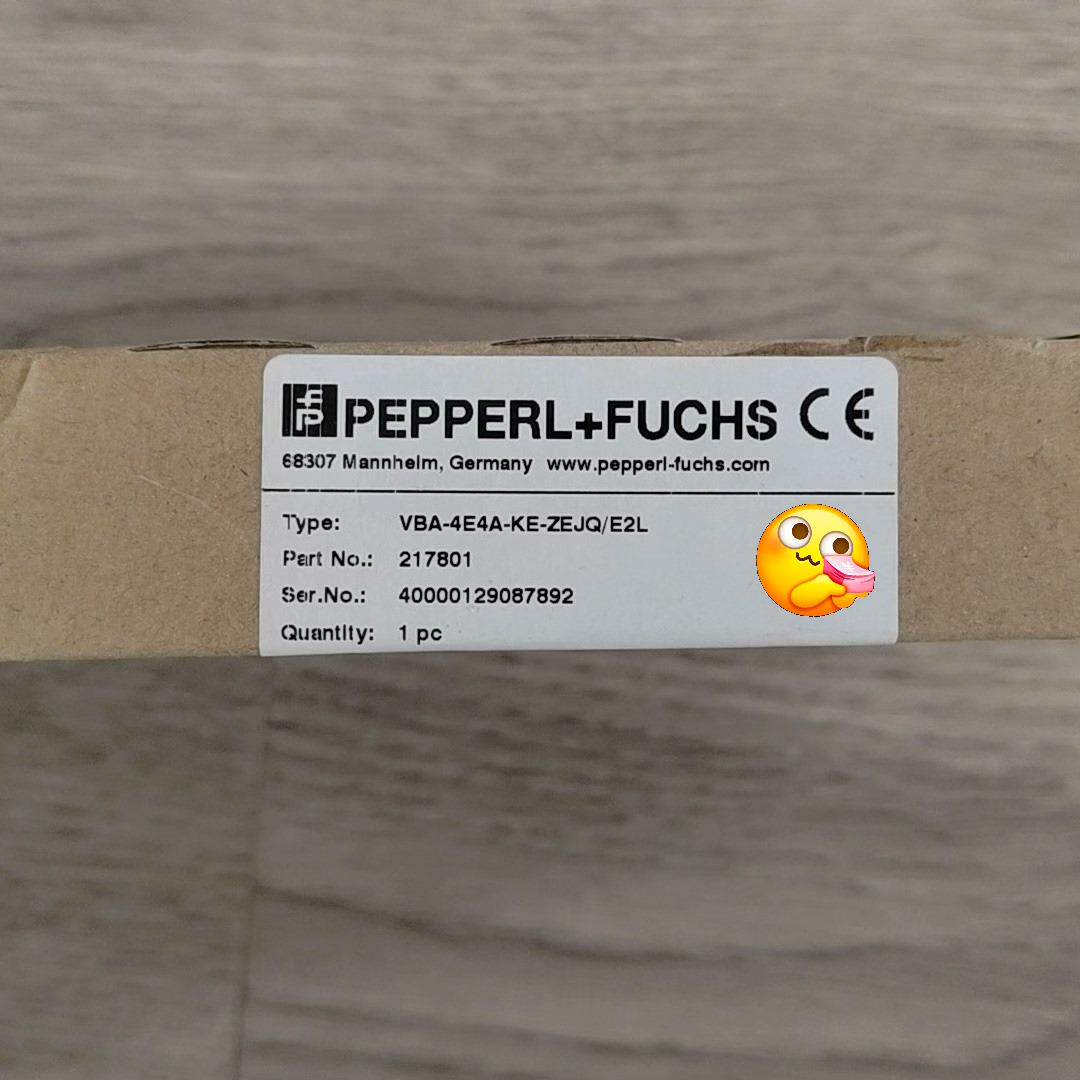 PEPPERL+FUCHS CE
68307 Mannheim, Germany www.pepperl-fuchs.com
Type: VBA-4E4A-KE-ZEJQ/E2L
Part No.: 217801
Ser.No.: 40000129087892
Quantity: 1 pc